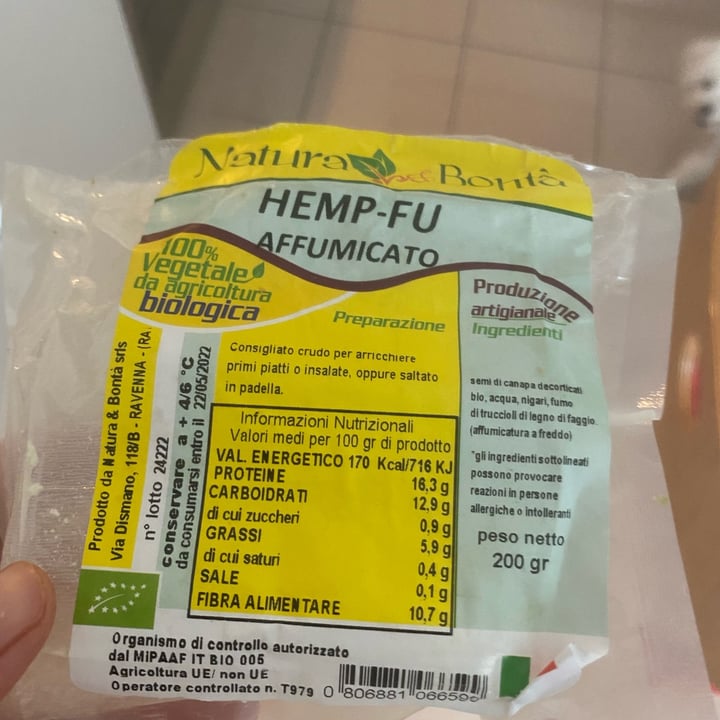 Natura Bontà
HEMP-FU
AFFUMICATO
100%
Vegetale
da agricoltura
biologica
Preparazione
Consigliato crudo per arricchire
primi piatti o insalate, oppure saltato
in padella.
Produzione
artigianale
Ingredienti
semi di canapa decorticati
bio, acqua, nigari, fumo
di truccioli di legno di faggio.
(affumicatura a freddo)
"gli ingredienti sottolineati
possono provocare
reazioni in persone
allergiche o intolleranti
peso netto
200 gr
Informazioni Nutrizionali
Valori medi per 100 gr di prodotto
VAL. ENERGETICO 170 Kcal/716 KJ
PROTEINE 16,3 g
CARBOIDRATI 12,9 g
di cui zuccheri 0,9 g
GRASSI 5,9 g
di cui saturi 0,4 g
SALE 0,1 g
FIBRA ALIMENTARE 10,7 g
Prodotto da Natura & Bontà srls
Via Dismano, 118/B - RAVENNA - (RA.
n° lotto 24222
conservare a + 4/6 °C
da consumarsi entro il 22/05/2022
Organismo di controllo autorizzato
dal MiPAAF IT BIO 005
Agricoltura UE/ non UE
Operatore controllato n. T979
0 806881 06659